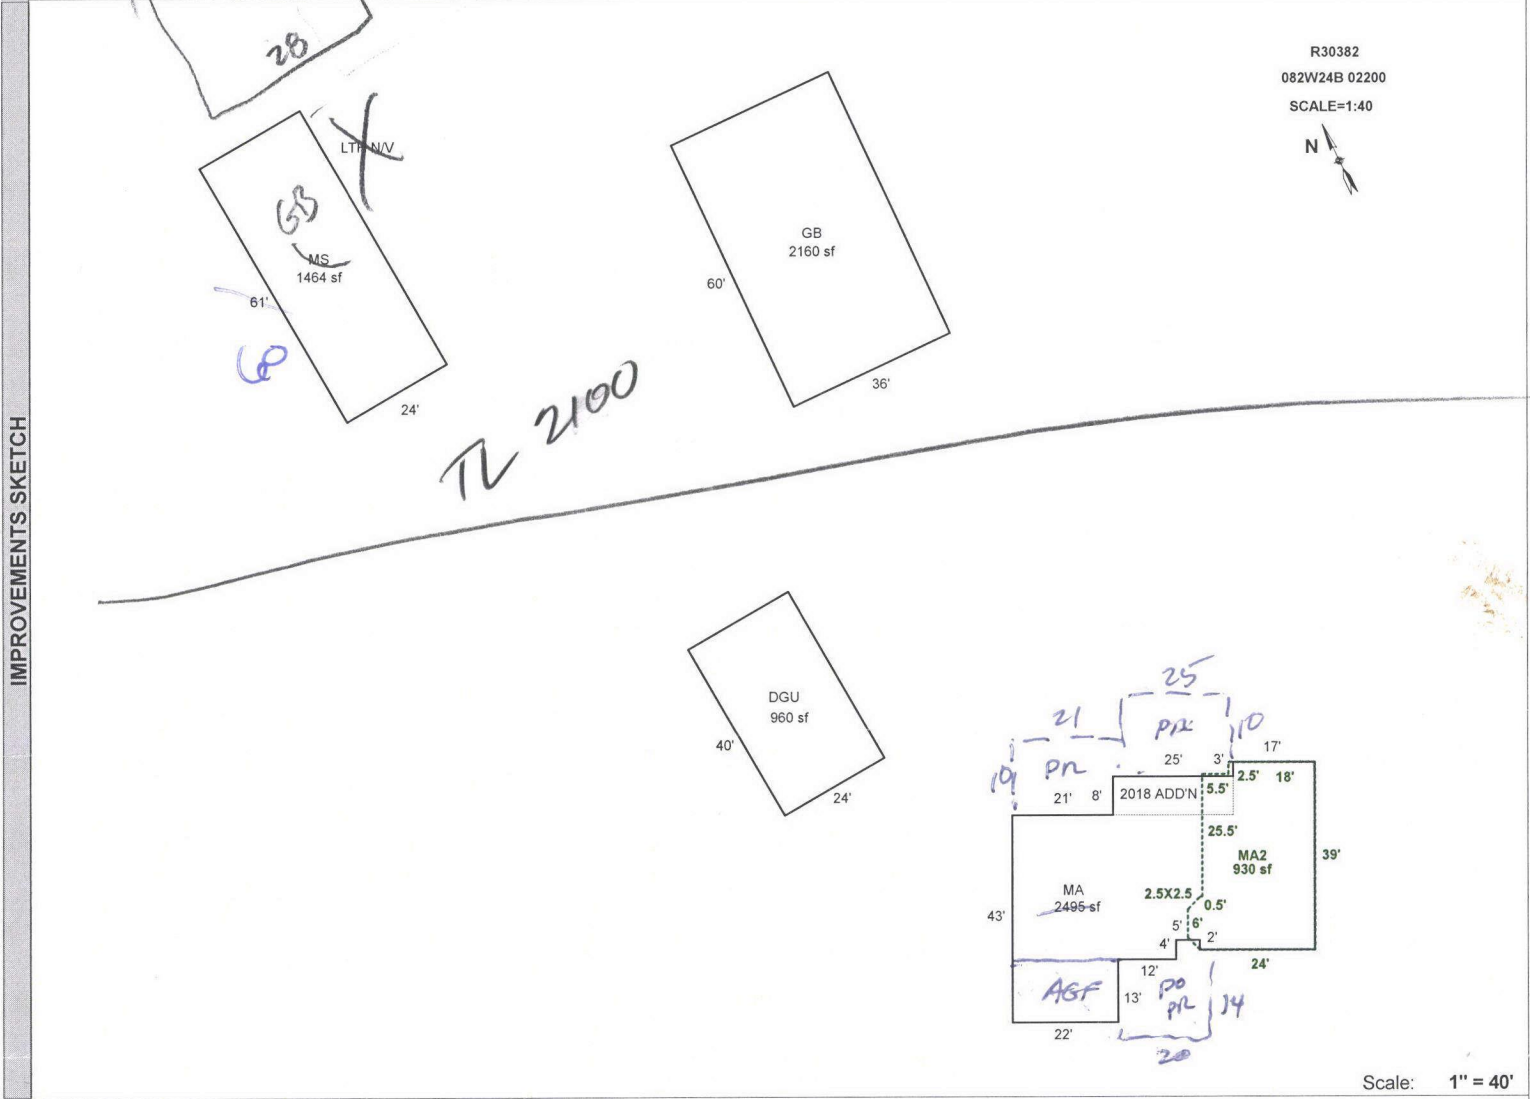 28
R30382
082W24B 02200
SCALE=1:40
N
LTP N/V
GB
MS
1464 sf
61'
60
24'
GB
2160 sf
60'
36'
TL 2100
IMPROVEMENTS SKETCH
DGU
960 sf
40'
24'
25
21
PR
10
10
PR
17'
25'
3'
2.5'
18'
21'
8'
2018 ADD'N
5.5'
25.5'
MA2
930 sf
39'
MA
2495 sf
2.5X2.5
0.5'
43'
5'
6'
4'
2'
12'
24'
AGF
13'
PO
PR
14
22'
20
Scale: 1" = 40'